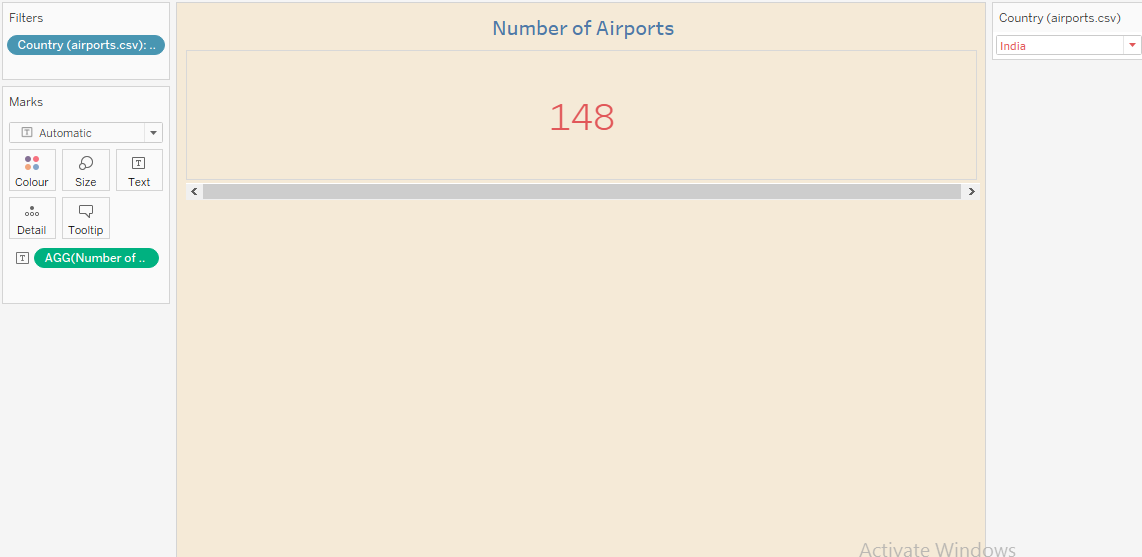 Filters
Country (airports.csv): ..
Marks
T Automatic
Colour
Size
T
Text
Detail
Tooltip
T AGG(Number of ..
Number of Airports
148
Country (airports.csv)
India
Activate Windows